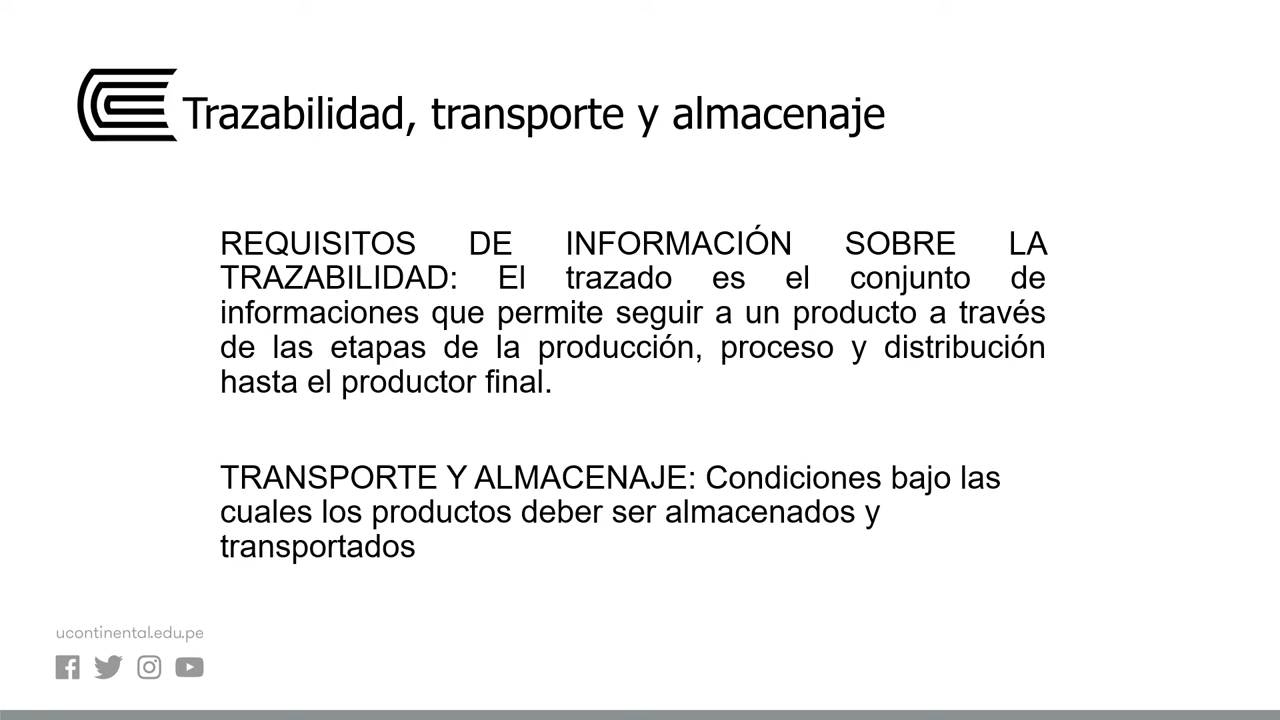 Trazabilidad, transporte y almacenaje
REQUISITOS DE INFORMACIÓN SOBRE LA
TRAZABILIDAD: El trazado es el conjunto de
informaciones que permite seguir a un producto a través
de las etapas de la producción, proceso y distribución
hasta el productor final.
TRANSPORTE Y ALMACENAJE: Condiciones bajo las
cuales los productos deber ser almacenados y
transportados
ucontinental.edu.pe